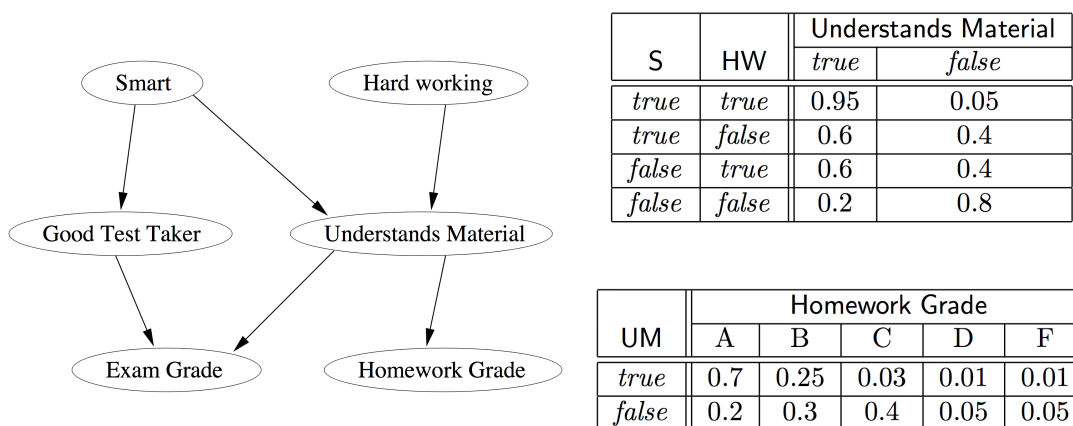 Smart
Hard working
Good Test Taker
Understands Material
Exam Grade
Homework Grade
Understands Material
S HW true false
true true 0.95 0.05
true false 0.6 0.4
false true 0.6 0.4
false false 0.2 0.8
Homework Grade
UM A B C D F
true 0.7 0.25 0.03 0.01 0.01
false 0.2 0.3 0.4 0.05 0.05